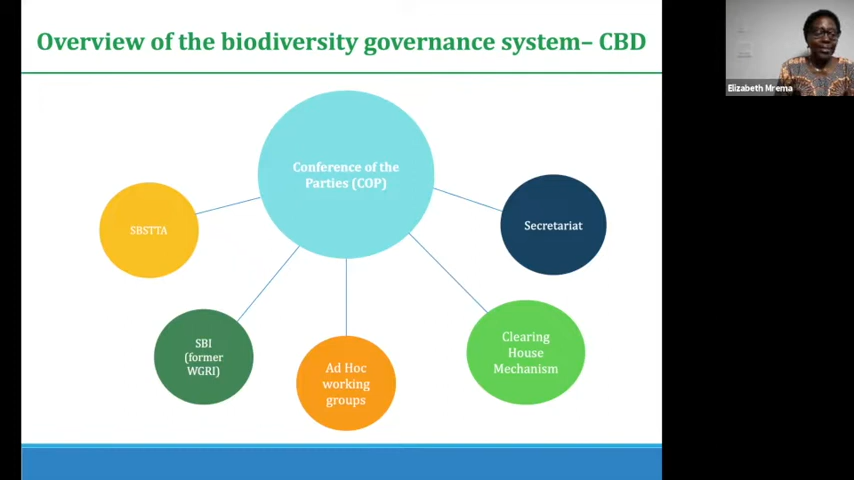 Overview of the biodiversity governance system– CBD
Elizabeth Mrema
Conference of the
Parties (COP)
SBSTTA
Secretariat
SBI
(former
WGRI)
Ad Hoc
working
groups
Clearing
House
Mechanism